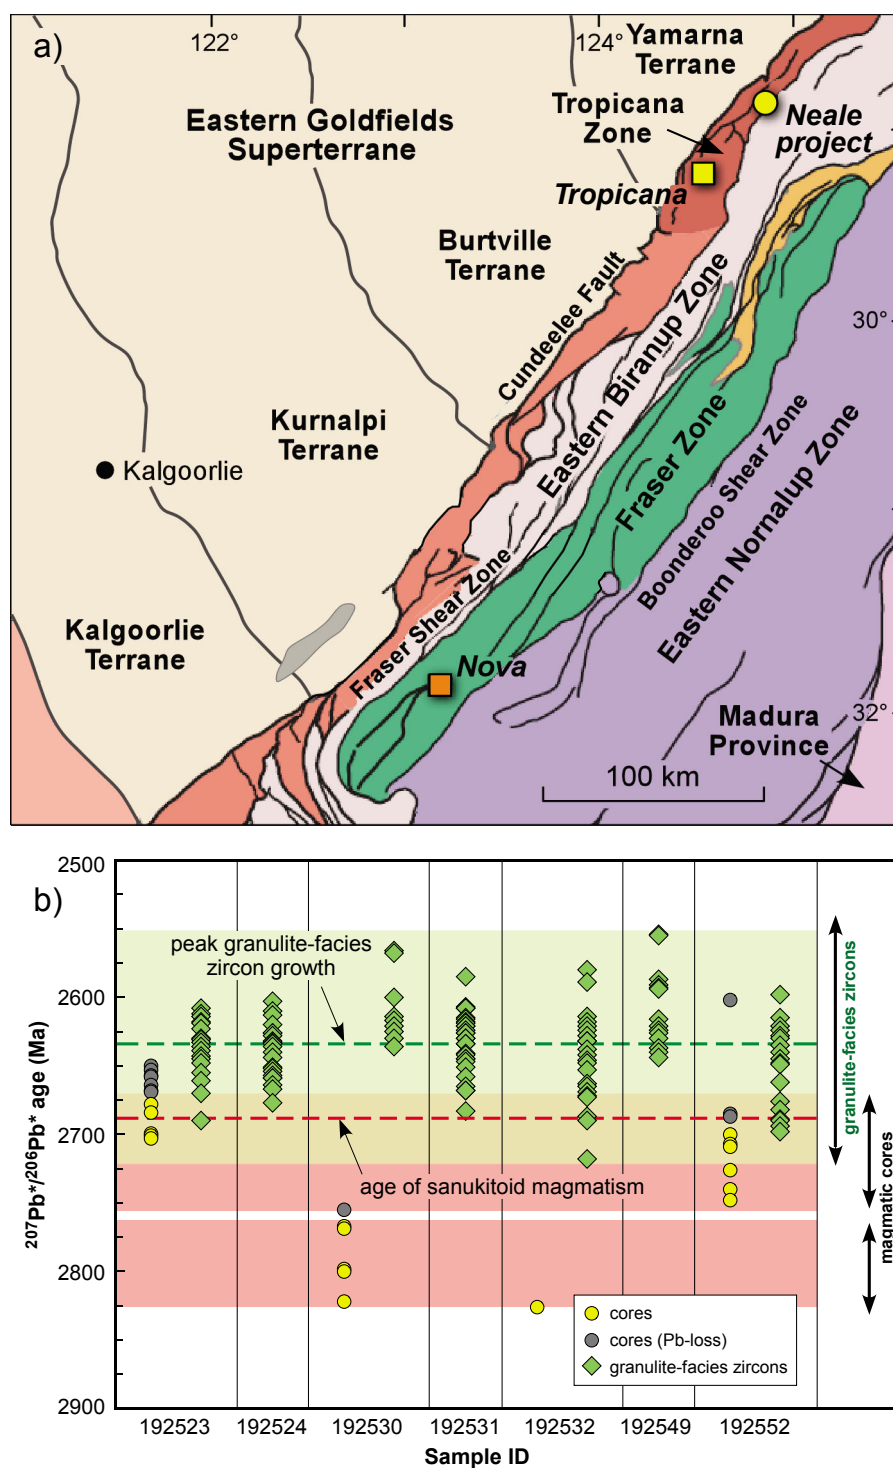 a)
122°
124°
Yamarna
Terrane
Tropicana
Zone
Neale
project
Eastern Goldfields
Superterrane
Tropicana
Burtville
Terrane
Cundeelee Fault
Eastern Biranup Zone
30°
Kurnalpi
Terrane
Kalgoorlie
Fraser Zone
Boonderoo Shear Zone
Eastern Nornalup Zone
Fraser Shear Zone
Kalgoorlie
Terrane
Nova
Madura
Province
32°
100 km
b)
2500
2600
2700
2800
2900
207Pb*/206Pb* age (Ma)
peak granulite-facies
zircon growth
age of sanukitoid magmatism
granulite-facies zircons
magmatic cores
cores
cores (Pb-loss)
granulite-facies zircons
192523 192524 192530 192531 192532 192549 192552
Sample ID